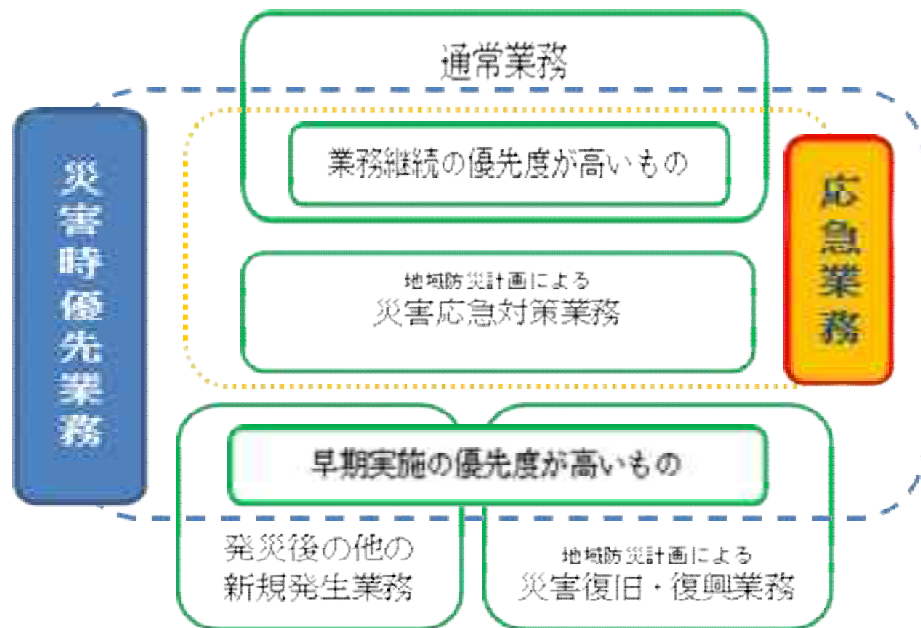 通常業務
業務継続の優先度が高いもの
災害時優先業務
応急業務
地域防災計画による
災害応急対策業務
早期実施の優先度が高いもの
発災後の他の
新規発生業務
地域防災計画による
災害復旧・復興業務